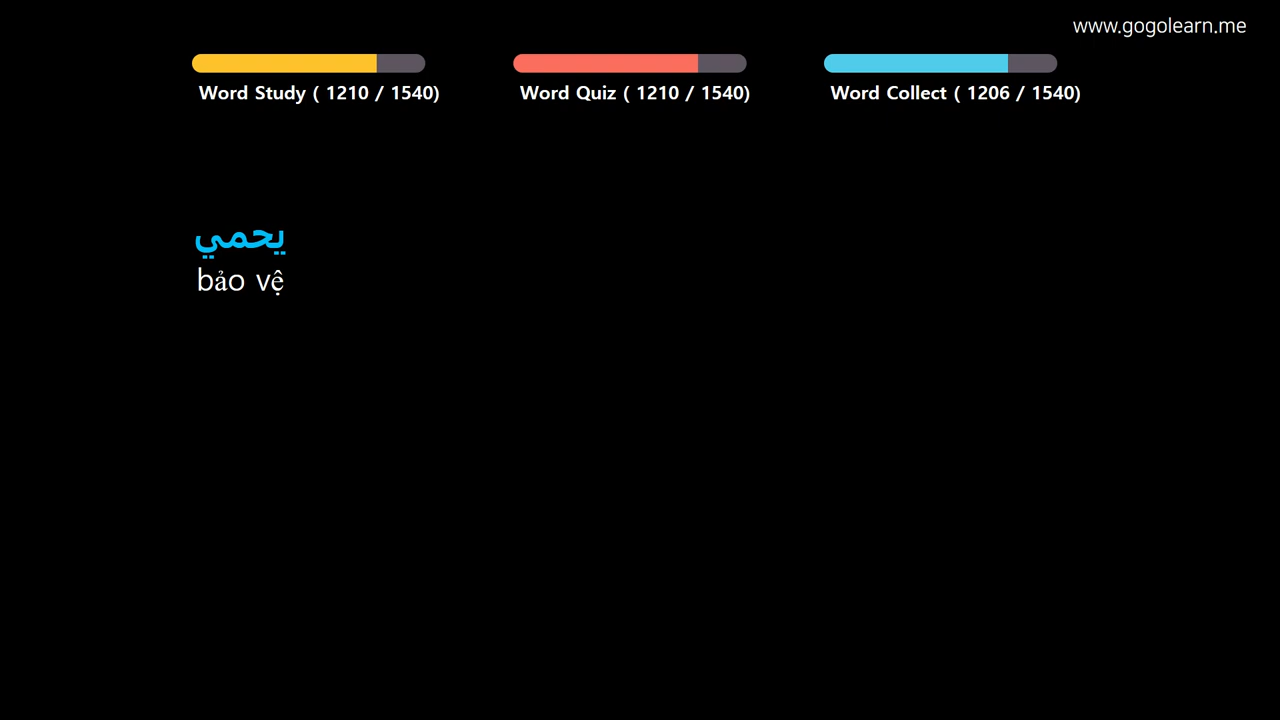 www.gogolearn.me
Word Study ( 1210 / 1540)
Word Quiz ( 1210 / 1540)
Word Collect ( 1206 / 1540)
يحمي
bảo vệ